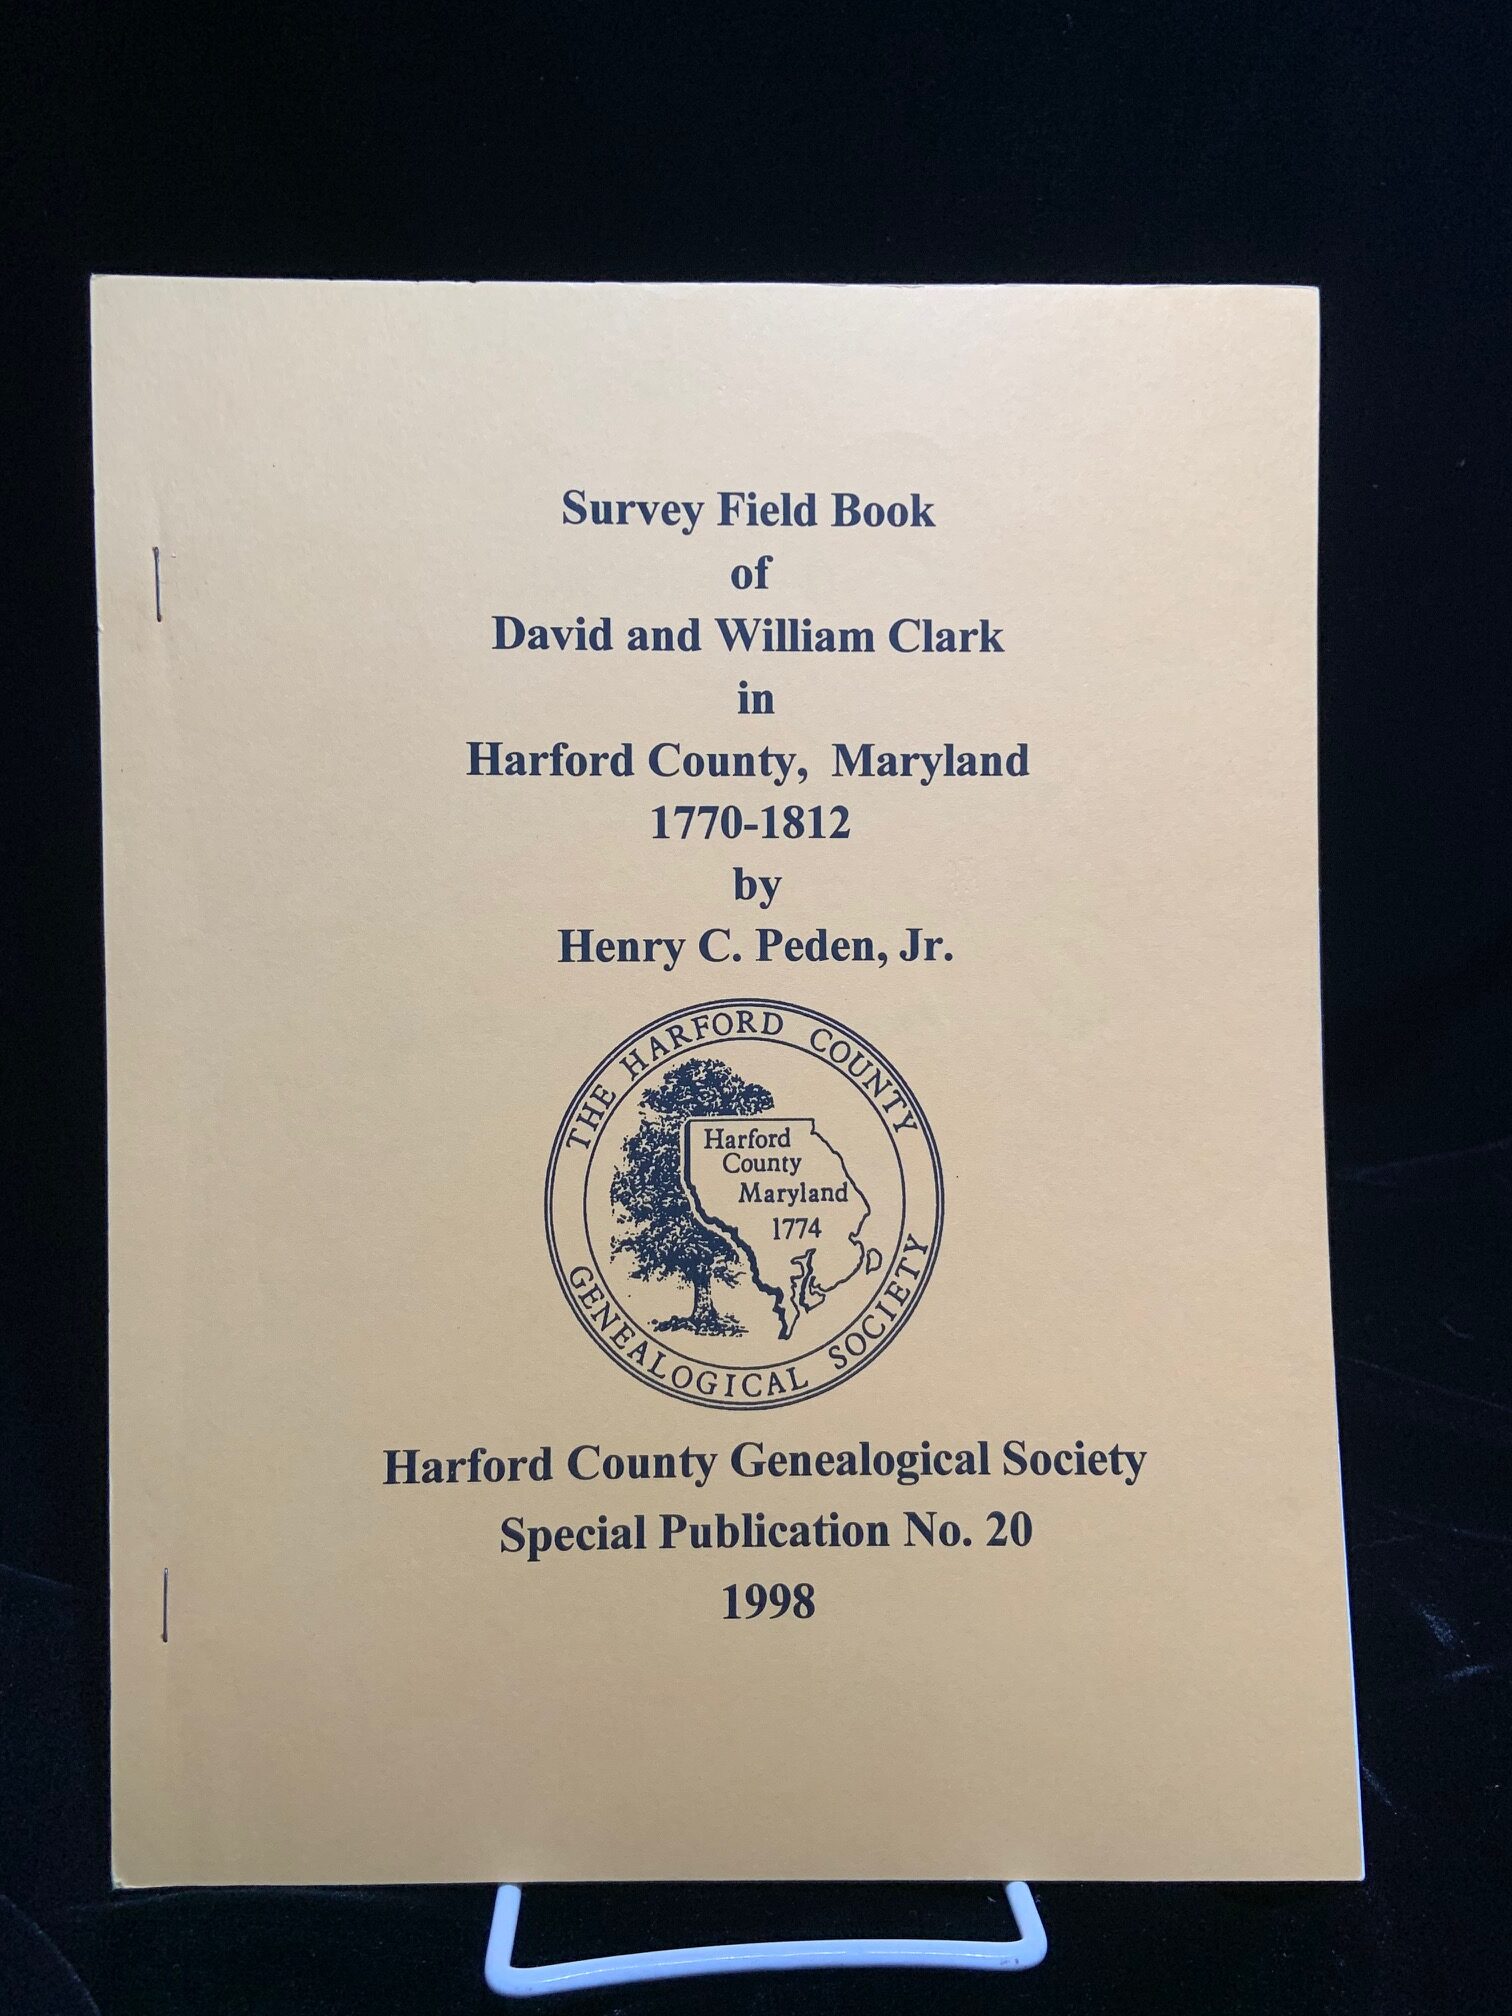 Survey Field Book
of
David and William Clark
in
Harford County, Maryland
1770-1812
by
Henry C. Peden, Jr.
THE HARFORD COUNTY
GENEALOGICAL SOCIETY
Harford
County
Maryland
1774
Harford County Genealogical Society
Special Publication No. 20
1998